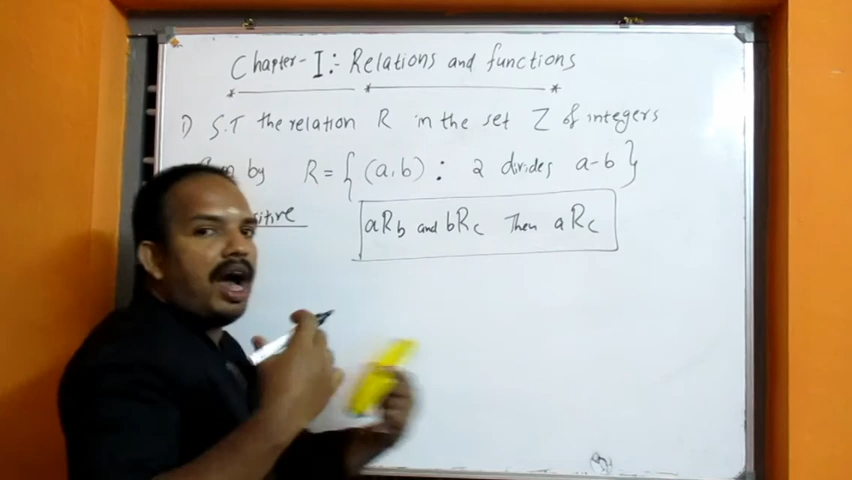 Chapter-I:- Relations and functions
1) S.T the relation R in the set Z of integers
by R = { (a,b) : 2 divides a-b }
aRb and bRc Then aRc